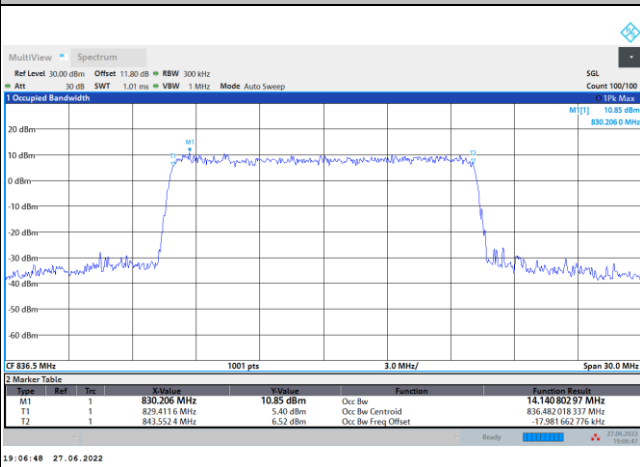 MultiView Spectrum
Ref Level 30.00 dBm Offset 11.80 dB RBW 300 kHz SGL
Att 30 dB SWT 1.01 ms VBW 1 MHz Mode Auto Sweep Count 100/100
1 Occupied Bandwidth 1Pk Max
M1[1] 10.85 dBm
830.206 0 MHz
20 dBm
M1
10 dBm
T1 T2
0 dBm
-10 dBm
-20 dBm
-30 dBm
-40 dBm
-50 dBm
-60 dBm
CF 836.5 MHz 1001 pts 3.0 MHz/ Span 30.0 MHz
2 Marker Table
Type Ref Trc X-Value Y-Value Function Function Result
M1 1 830.206 MHz 10.85 dBm Occ Bw 14.140 802 97 MHz
T1 1 829.411 6 MHz 5.40 dBm Occ Bw Centroid 836.482 018 337 MHz
T2 1 843.552 4 MHz 6.52 dBm Occ Bw Freq Offset -17.981 662 776 kHz
Ready 27.06.2022
19:06:47
19:06:48 27.06.2022